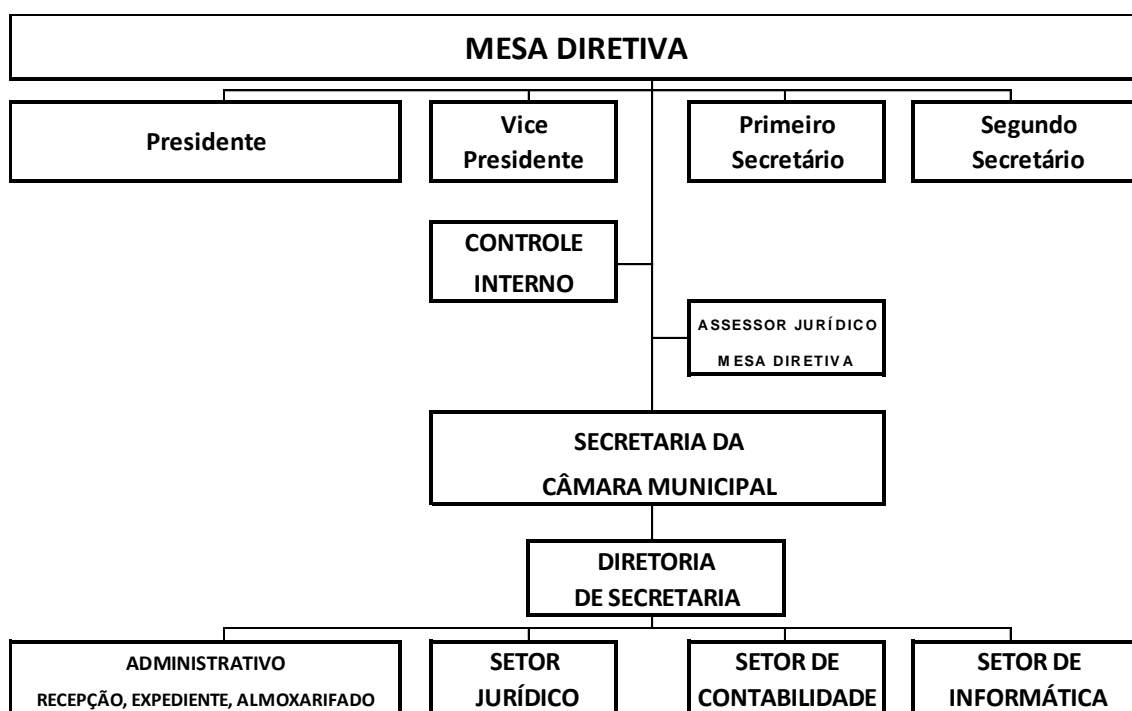 MESA DIRETIVA
Presidente
Vice
Presidente
Primeiro
Secretário
Segundo
Secretário
CONTROLE
INTERNO
ASSESSOR JURÍDICO
MESA DIRETIVA
SECRETARIA DA
CÂMARA MUNICIPAL
DIRETORIA
DE SECRETARIA
ADMINISTRATIVO
RECEPÇÃO, EXPEDIENTE, ALMOXARIFADO
SETOR
JURÍDICO
SETOR DE
CONTABILIDADE
SETOR DE
INFORMÁTICA